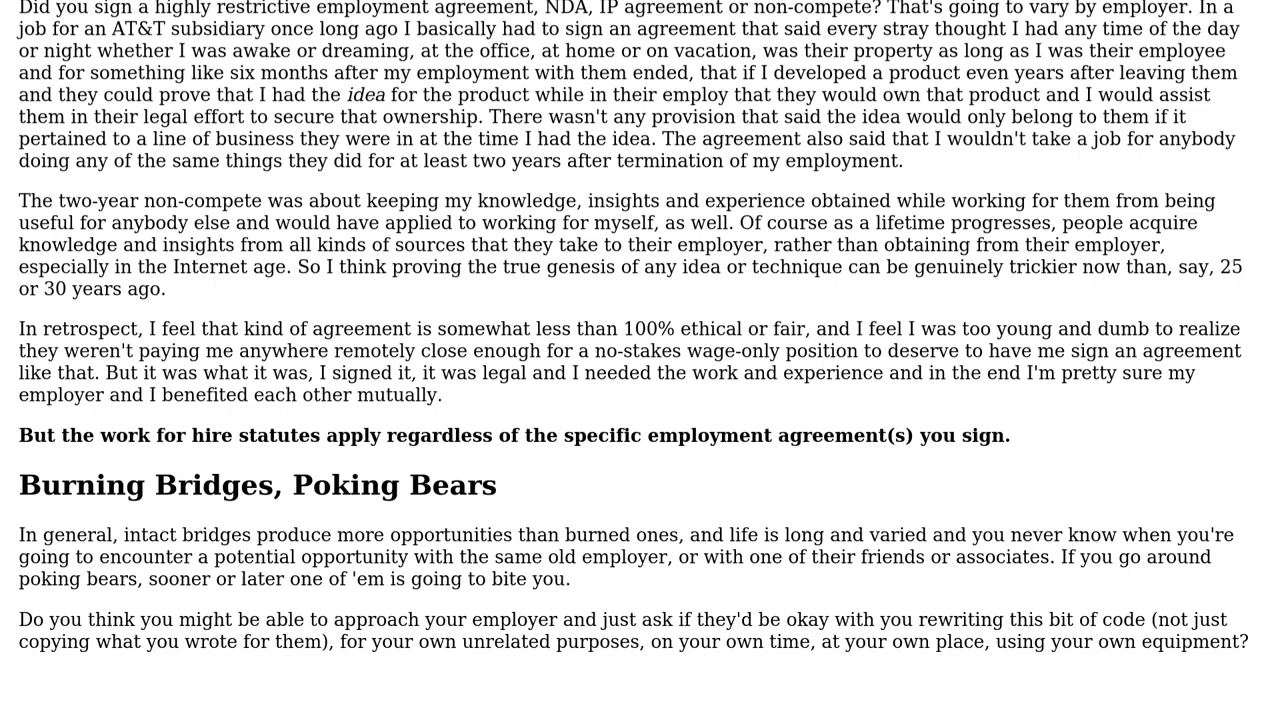 Did you sign a highly restrictive employment agreement, NDA, IP agreement or non-compete? That's going to vary by employer. In a
job for an AT&T subsidiary once long ago I basically had to sign an agreement that said every stray thought I had any time of the day
or night whether I was awake or dreaming, at the office, at home or on vacation, was their property as long as I was their employee
and for something like six months after my employment with them ended, that if I developed a product even years after leaving them
and they could prove that I had the idea for the product while in their employ that they would own that product and I would assist
them in their legal effort to secure that ownership. There wasn't any provision that said the idea would only belong to them if it
pertained to a line of business they were in at the time I had the idea. The agreement also said that I wouldn't take a job for anybody
doing any of the same things they did for at least two years after termination of my employment.
The two-year non-compete was about keeping my knowledge, insights and experience obtained while working for them from being
useful for anybody else and would have applied to working for myself, as well. Of course as a lifetime progresses, people acquire
knowledge and insights from all kinds of sources that they take to their employer, rather than obtaining from their employer,
especially in the Internet age. So I think proving the true genesis of any idea or technique can be genuinely trickier now than, say, 25
or 30 years ago.
In retrospect, I feel that kind of agreement is somewhat less than 100% ethical or fair, and I feel I was too young and dumb to realize
they weren't paying me anywhere remotely close enough for a no-stakes wage-only position to deserve to have me sign an agreement
like that. But it was what it was, I signed it, it was legal and I needed the work and experience and in the end I'm pretty sure my
employer and I benefited each other mutually.
But the work for hire statutes apply regardless of the specific employment agreement(s) you sign.
Burning Bridges, Poking Bears
In general, intact bridges produce more opportunities than burned ones, and life is long and varied and you never know when you're
going to encounter a potential opportunity with the same old employer, or with one of their friends or associates. If you go around
poking bears, sooner or later one of 'em is going to bite you.
Do you think you might be able to approach your employer and just ask if they'd be okay with you rewriting this bit of code (not just
copying what you wrote for them), for your own unrelated purposes, on your own time, at your own place, using your own equipment?